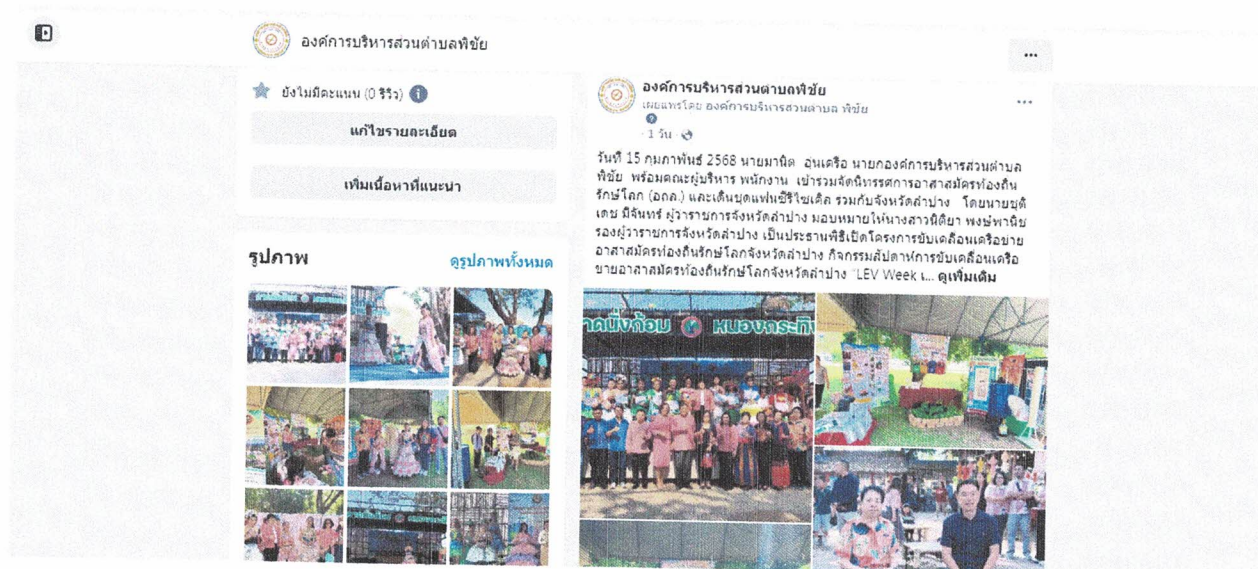 องค์การบริหารส่วนตำบลพิชัย
ยังไม่มีคะแนน (0 รีวิว)
แก้ไขรายละเอียด
เพิ่มเนื้อหาที่แนะนำ
รูปภาพ
ดูรูปภาพทั้งหมด
องค์การบริหารส่วนตำบลพิชัย
เผยแพร่โดย องค์การบริหารส่วนตำบล พิชัย
1 วัน
วันที่ 15 กุมภาพันธ์ 2568 นายมานิต อุ่นเครือ นายกองค์การบริหารส่วนตำบล
พิชัย พร้อมคณะผู้บริหาร พนักงาน เข้าร่วมจัดนิทรรศการอาสาสมัครท้องถิ่น
รักษ์โลก (อถล.) และเดินชุดแฟนซีรีไซเคิล ร่วมกับจังหวัดลำปาง โดยนายชุติ
เดช มีจันทร์ ผู้ว่าราชการจังหวัดลำปาง มอบหมายให้นางสาวนิติยา พงษ์พานิช
รองผู้ว่าราชการจังหวัดลำปาง เป็นประธานพิธีเปิดโครงการขับเคลื่อนเครือข่าย
อาสาสมัครท้องถิ่นรักษ์โลกจังหวัดลำปาง กิจกรรมสัปดาห์การขับเคลื่อนเครือ
ข่ายอาสาสมัครท้องถิ่นรักษ์โลกจังหวัดลำปาง "LEV Week เ... ดูเพิ่มเติม
าดนั่งก้อม หนองกระทิง